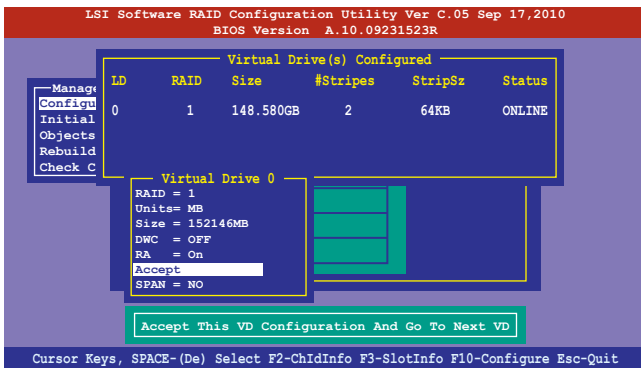 LSI Software RAID Configuration Utility Ver C.05 Sep 17,2010
BIOS Version A.10.09231523R
Virtual Drive(s) Configured
LD RAID Size #Stripes StripSz Status
0 1 148.580GB 2 64KB ONLINE
Manage
Configu
Initial
Objects
Rebuild
Check C
Virtual Drive 0
RAID = 1
Units= MB
Size = 152146MB
DWC = OFF
RA = On
Accept
SPAN = NO
Accept This VD Configuration And Go To Next VD
Cursor Keys, SPACE-(De) Select F2-ChIdInfo F3-SlotInfo F10-Configure Esc-Quit